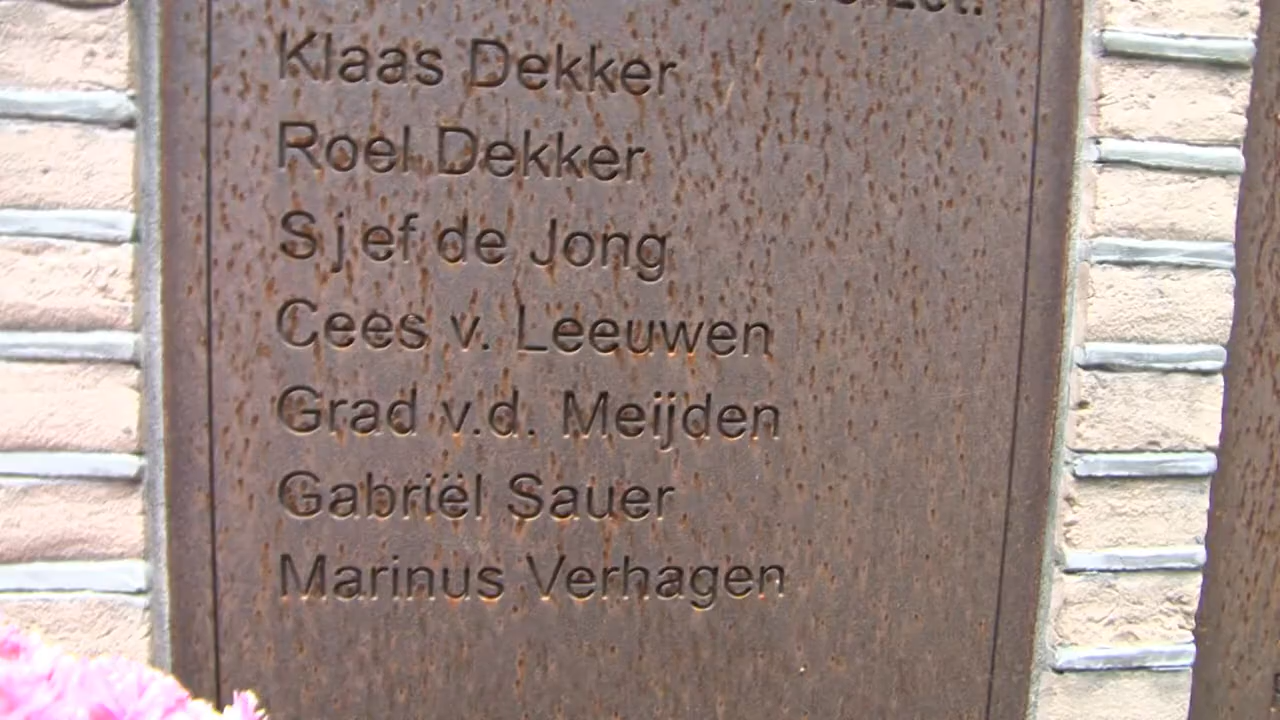 Klaas Dekker
Roel Dekker
Sjef de Jong
Cees v. Leeuwen
Grad v.d. Meijden
Gabriël Sauer
Marinus Verhagen